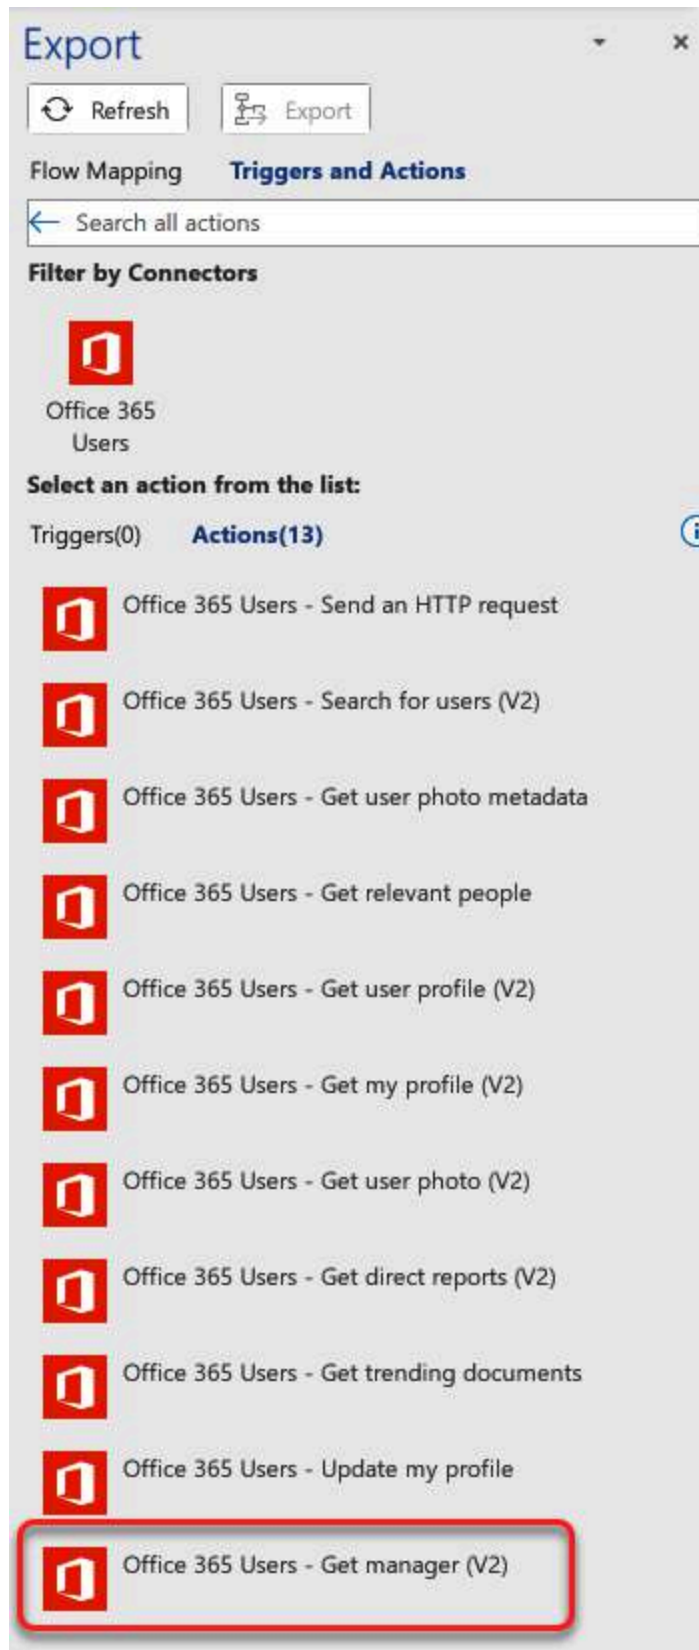 Export
Refresh
Export
Flow Mapping
Triggers and Actions
Search all actions
Filter by Connectors
Office 365
Users
Select an action from the list:
Triggers(0)
Actions(13)
Office 365 Users - Send an HTTP request
Office 365 Users - Search for users (V2)
Office 365 Users - Get user photo metadata
Office 365 Users - Get relevant people
Office 365 Users - Get user profile (V2)
Office 365 Users - Get my profile (V2)
Office 365 Users - Get user photo (V2)
Office 365 Users - Get direct reports (V2)
Office 365 Users - Get trending documents
Office 365 Users - Update my profile
Office 365 Users - Get manager (V2)